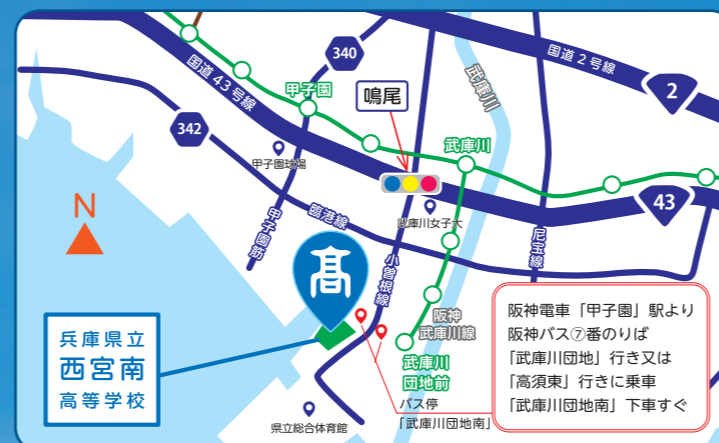 340
国道2号線
国道43号線
甲子園
武庫川
2
鳴尾
342
武庫川
甲子園球場
43
N
武庫川女子大
臨港線
甲子園筋
小曽根線
尼宝線
髙
阪神
武庫川線
兵庫県立
西宮南
高等学校
武庫川
団地前
バス停
「武庫川団地南」
県立総合体育館
阪神電車「甲子園」駅より
阪神バス⑦番のりば
「武庫川団地」行き又は
「高須東」行きに乗車
「武庫川団地南」下車すぐ